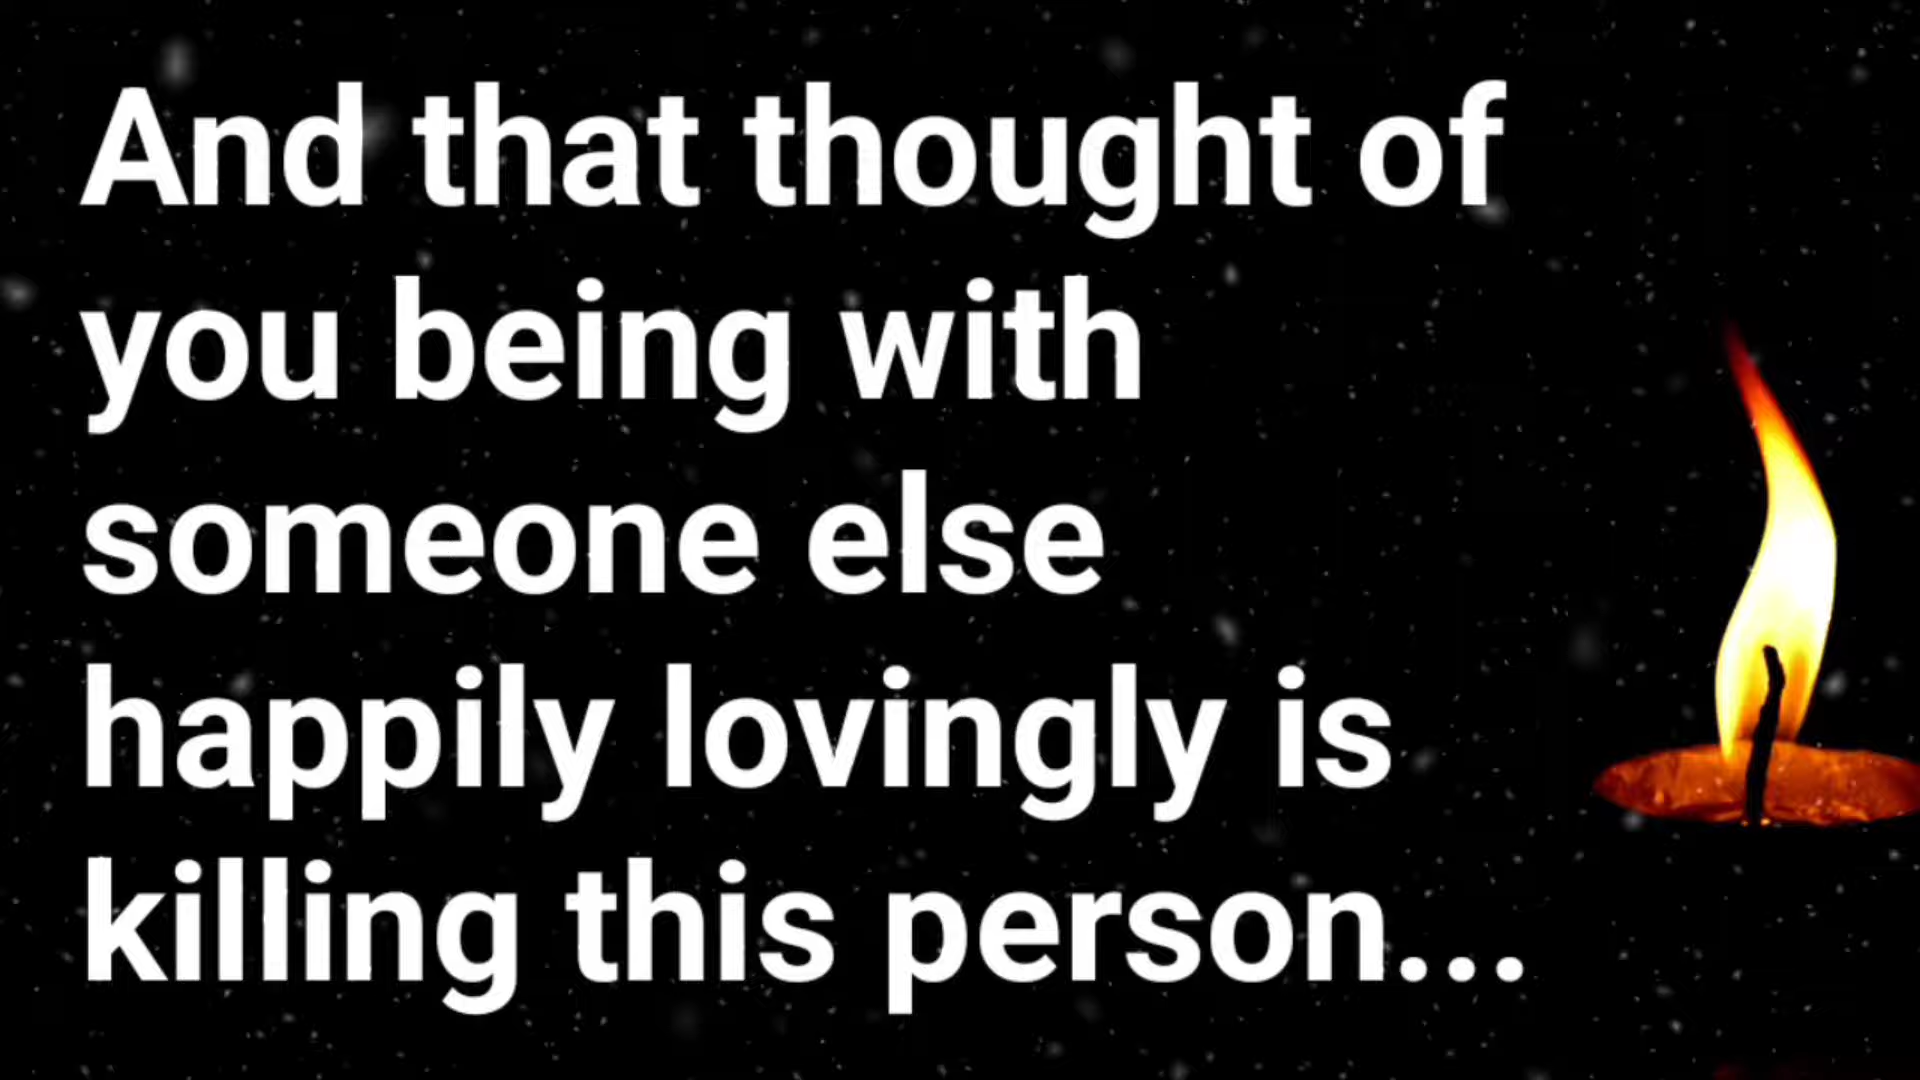 And that thought of
you being with
someone else
happily lovingly is
killing this person...